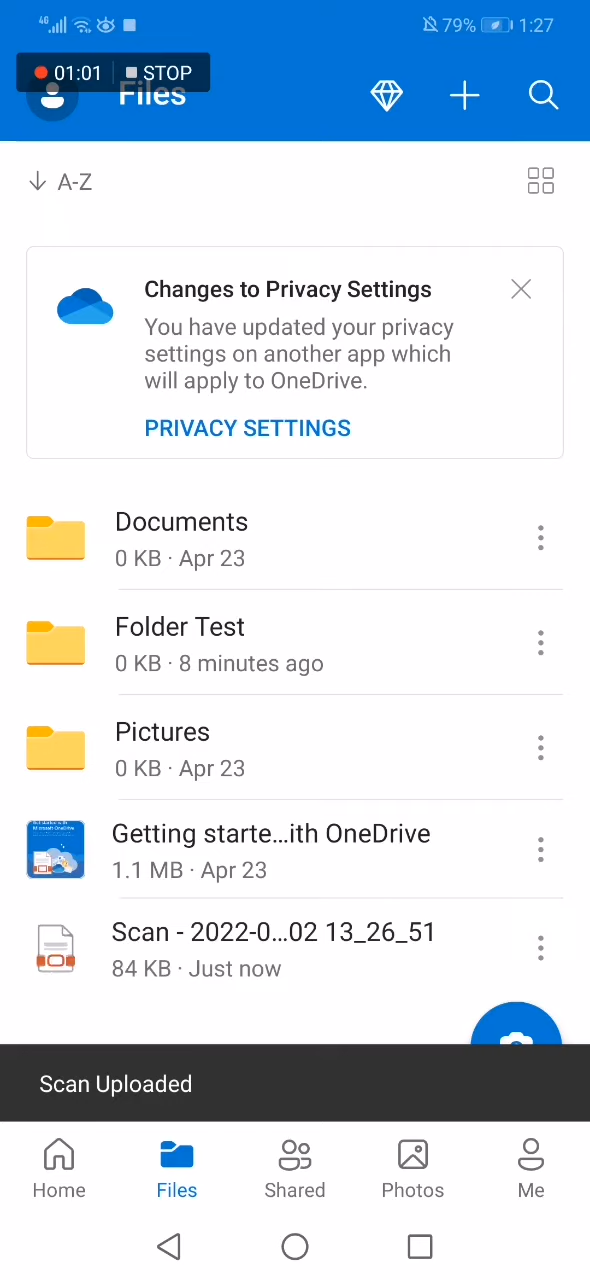 4G 79% 1:27
01:01 STOP
Files
A-Z
Changes to Privacy Settings
You have updated your privacy
settings on another app which
will apply to OneDrive.
PRIVACY SETTINGS
Documents
0 KB · Apr 23
Folder Test
0 KB · 8 minutes ago
Pictures
0 KB · Apr 23
Microsoft OneDrive
Getting starte...ith OneDrive
1.1 MB · Apr 23
Scan - 2022-0...02 13_26_51
84 KB · Just now
Scan Uploaded
Home Files Shared Photos Me